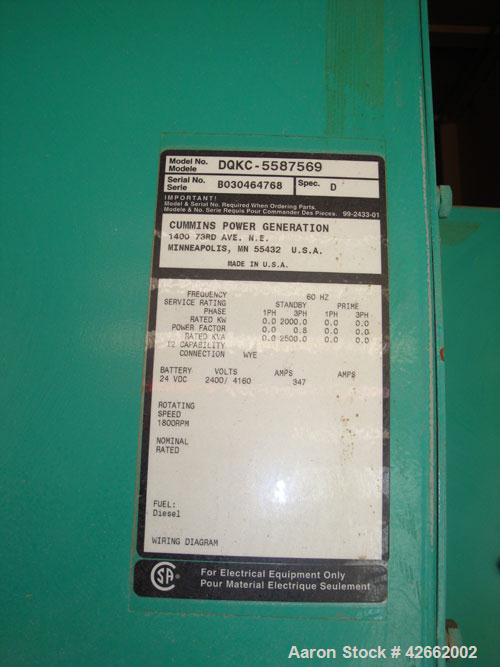 Model No. DQKC-5587569
Modele
Serial No. B030464768 Spec. D
Serie
IMPORTANT!
Model & Serial No. Required When Ordering Parts.
Modele & No. Serie Requis Pour Commander Des Pieces. 99-2433-01
CUMMINS POWER GENERATION
1400 73RD AVE. N.E.
MINNEAPOLIS, MN 55432 U.S.A.
MADE IN U.S.A.
FREQUENCY 60 HZ
SERVICE RATING STANDBY PRIME
PHASE 1PH 3PH 1PH 3PH
RATED KW 0.0 2000.0 0.0 0.0
POWER FACTOR 0.0 0.8 0.0 0.0
RATED KVA 0.0 2500.0 0.0 0.0
I2 CAPABILITY
CONNECTION WYE
BATTERY VOLTS AMPS AMPS
24 VDC 2400/ 4160 347
ROTATING
SPEED
1800RPM
NOMINAL
RATED
FUEL:
Diesel
WIRING DIAGRAM
CSA For Electrical Equipment Only
Pour Material Electrique Seulement
Aaron Stock # 42662002